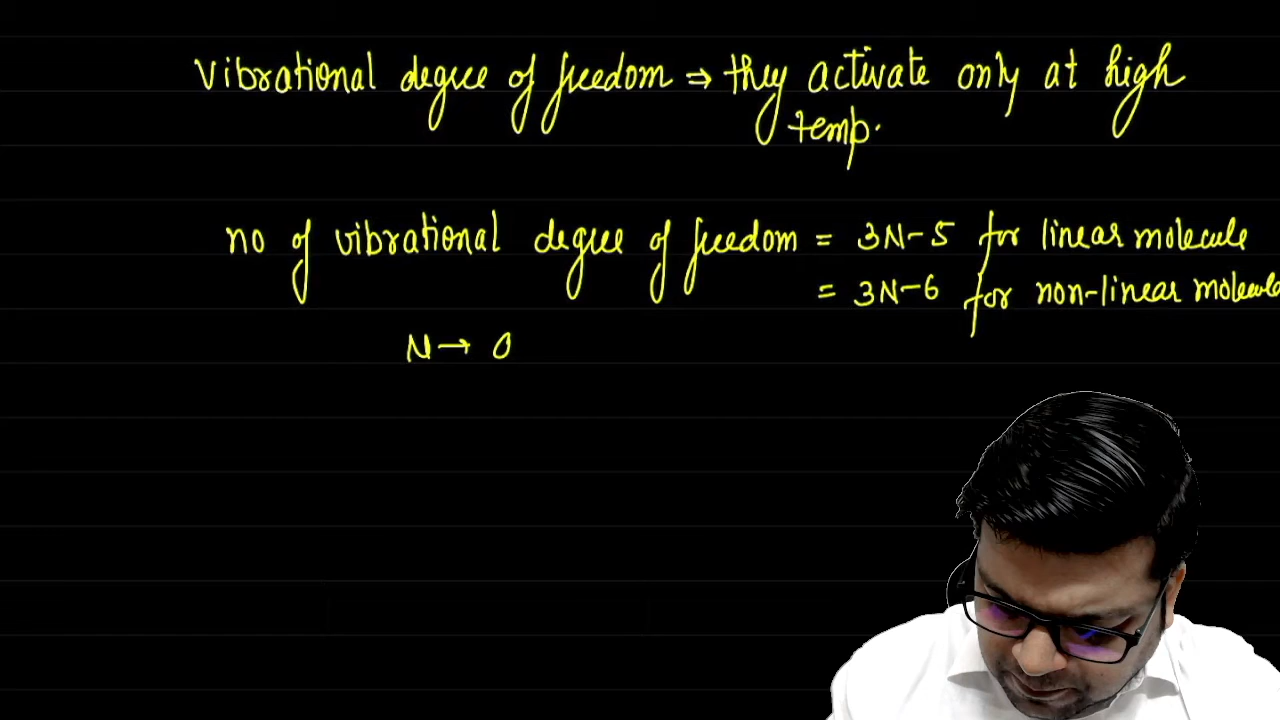 vibrational degree of freedom ⇒ they activate only at high
temp.
no of vibrational degree of freedom = 3N-5 for linear molecule
= 3N-6 for non-linear molecule
N → 0